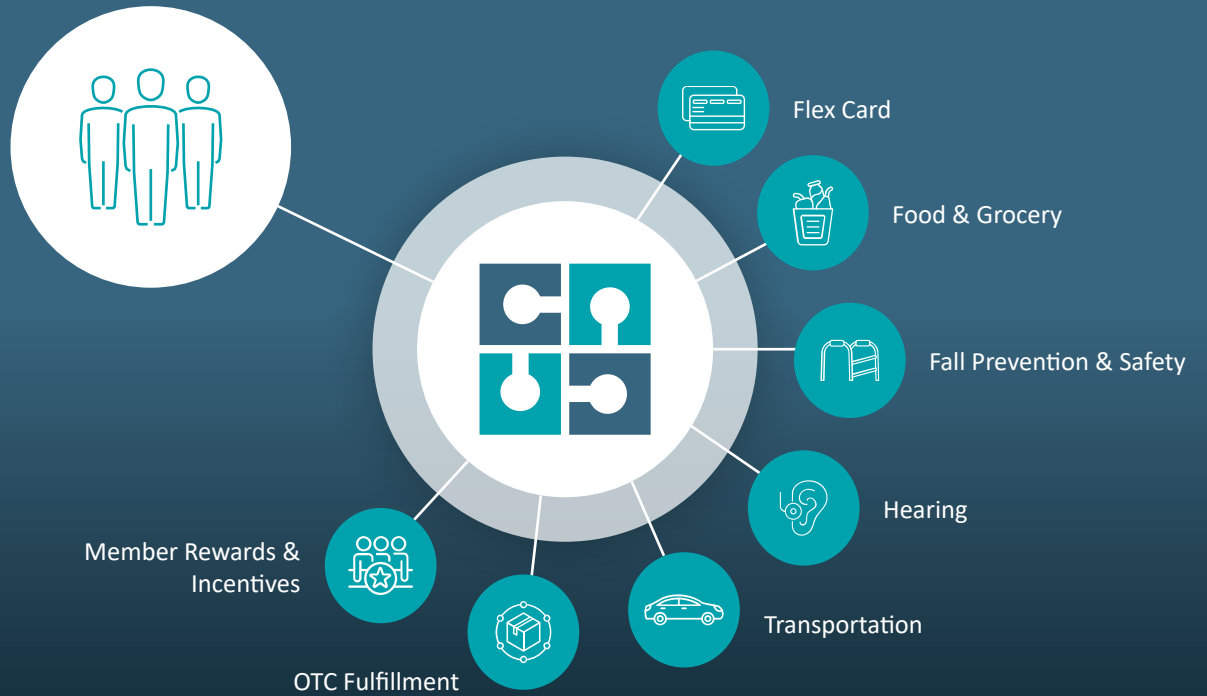 Flex Card
Food & Grocery
Fall Prevention & Safety
Hearing
Transportation
OTC Fulfillment
Member Rewards &
Incentives